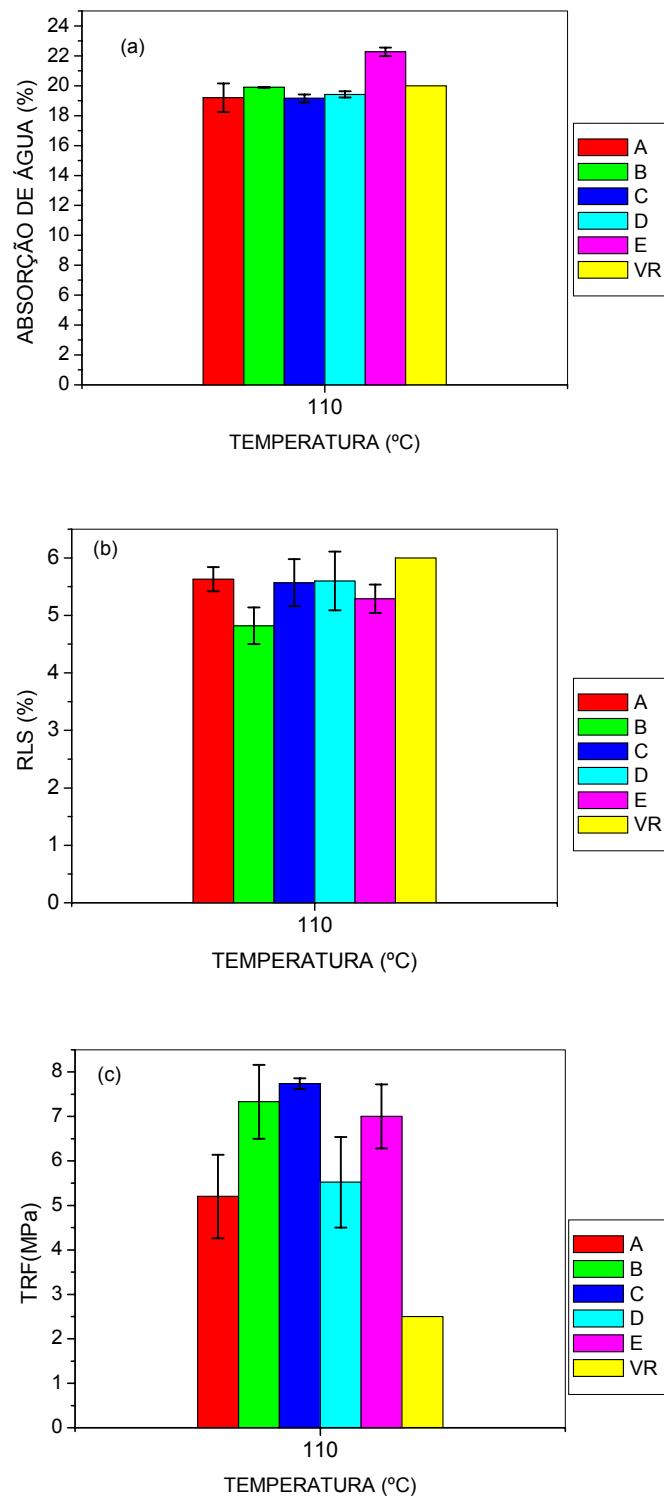 (a)
ABSORÇÃO DE ÁGUA (%)
24
22
20
18
16
14
12
10
8
6
4
2
0
110
TEMPERATURA (ºC)
A
B
C
D
E
VR
(b)
RLS (%)
6
5
4
3
2
1
0
110
TEMPERATURA (ºC)
A
B
C
D
E
VR
(c)
TRF(MPa)
8
7
6
5
4
3
2
1
0
110
TEMPERATURA (ºC)
A
B
C
D
E
VR